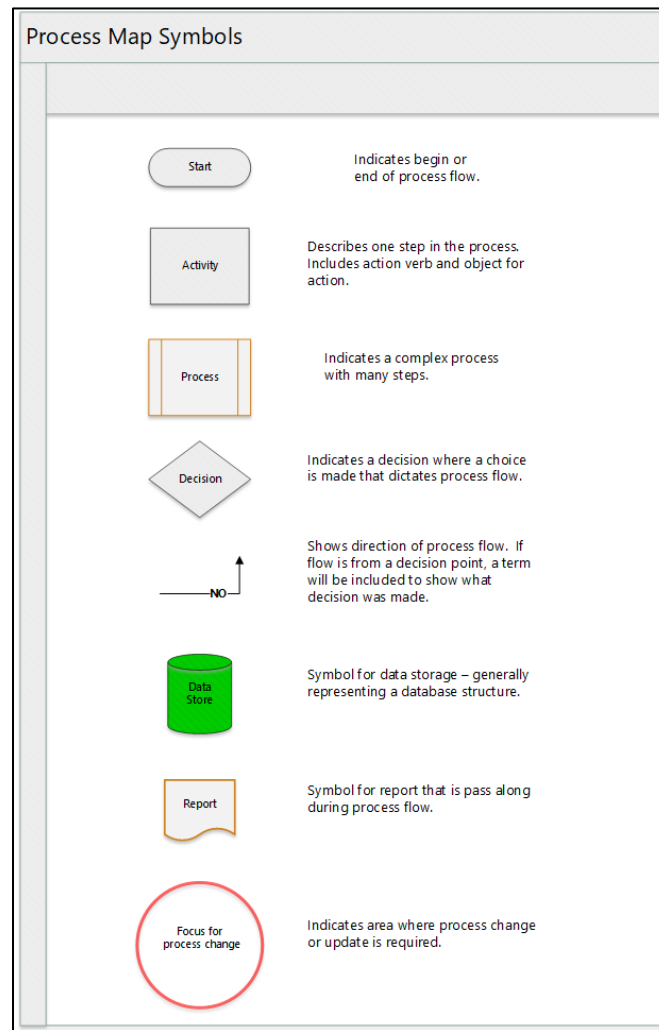 Process Map Symbols
Start
Indicates begin or
end of process flow.
Activity
Describes one step in the process.
Includes action verb and object for
action.
Process
Indicates a complex process
with many steps.
Decision
Indicates a decision where a choice
is made that dictates process flow.
NO
Shows direction of process flow.  If
flow is from a decision point, a term
will be included to show what
decision was made.
Data
Store
Symbol for data storage – generally
representing a database structure.
Report
Symbol for report that is pass along
during process flow.
Focus for
process change
Indicates area where process change
or update is required.